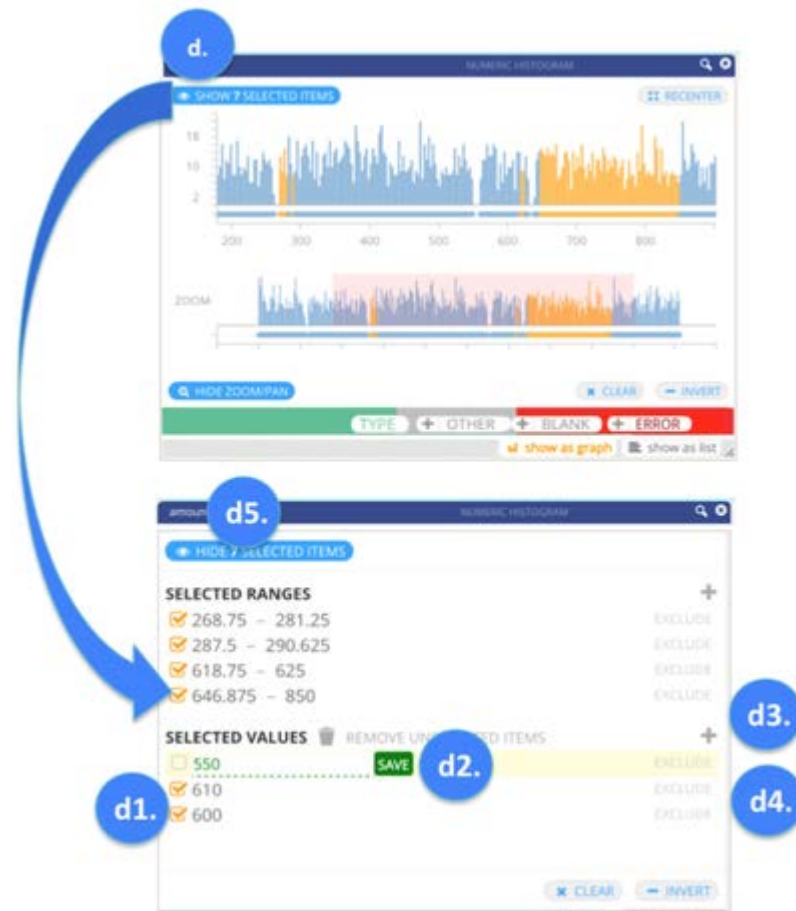 d.
NUMERIC HISTOGRAM
SHOW 7 SELECTED ITEMS
RECENTER
18
10
2
200 300 400 500 600 700 800
ZOOM
HIDE ZOOM/PAN
CLEAR
INVERT
TYPE + OTHER + BLANK + ERROR
show as graph
show as list
d5.
NUMERIC HISTOGRAM
HIDE 7 SELECTED ITEMS
SELECTED RANGES +
268.75 – 281.25 EXCLUDE
287.5 – 290.625 EXCLUDE
618.75 – 625 EXCLUDE
646.875 – 850 EXCLUDE
d3.
SELECTED VALUES REMOVE ITEMS +
550 SAVE d2. EXCLUDE
d1. 610 EXCLUDE d4.
600 EXCLUDE
CLEAR
INVERT